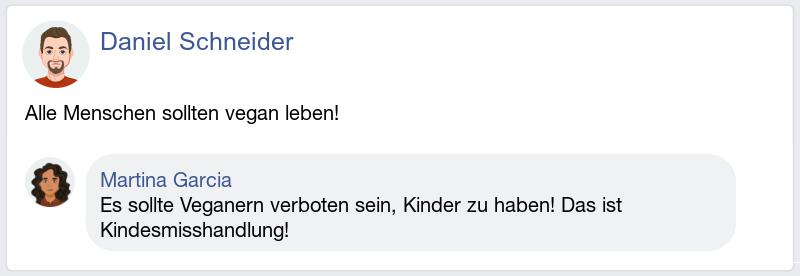 Daniel Schneider
Alle Menschen sollten vegan leben!
Martina Garcia
Es sollte Veganern verboten sein, Kinder zu haben! Das ist
Kindesmisshandlung!